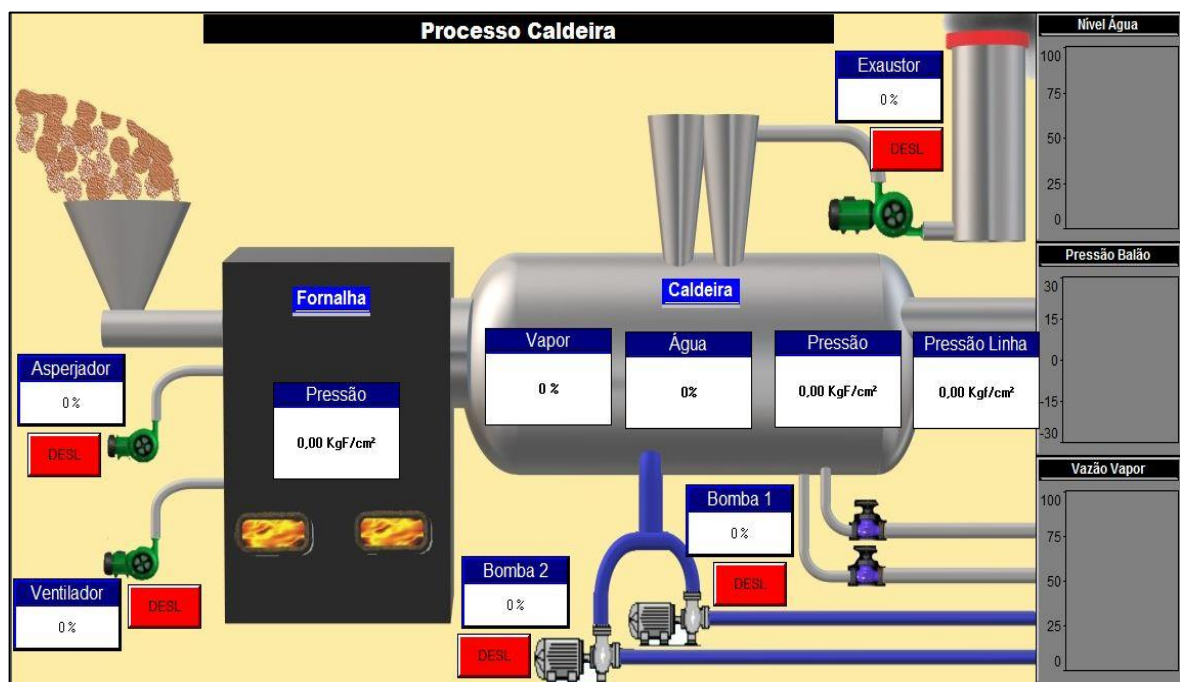 Processo Caldeira
Exaustor
0 %
DESL
Nível Água
100
75
50
25
0
Fornalha
Caldeira
Pressão Balão
30
15
0
-15
-30
Vapor
0 %
Água
0%
Pressão
0,00 KgF/cm²
Pressão Linha
0,00 Kgf/cm²
Asperjador
0 %
DESL
Pressão
0,00 KgF/cm²
Vazão Vapor
100
75
50
25
0
Bomba 1
0 %
DESL
Bomba 2
0 %
DESL
Ventilador
0 %
DESL